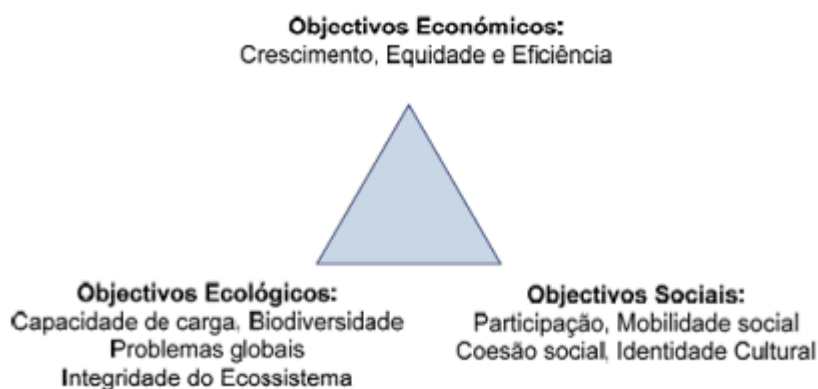 Objectivos Económicos:
Crescimento, Equidade e Eficiência
Objectivos Ecológicos:
Capacidade de carga, Biodiversidade
Problemas globais
Integridade do Ecossistema
Objectivos Sociais:
Participação, Mobilidade social
Coesão social, Identidade Cultural